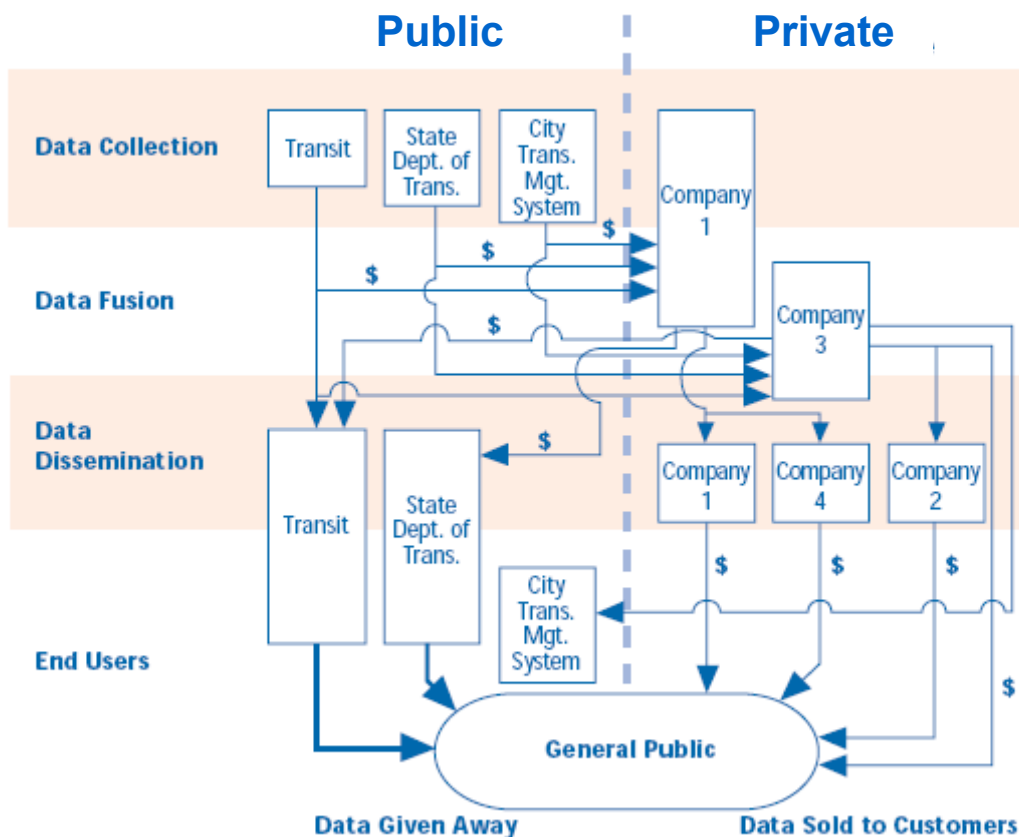 Public
Private
Data Collection
Transit
State
Dept. of
Trans.
City
Trans.
Mgt.
System
Company
1
$
$
$
Data Fusion
$
Company
3
Data
Dissemination
$
Transit
State
Dept. of
Trans.
Company
1
Company
4
Company
2
$
$
$
City
Trans.
Mgt.
System
End Users
$
General Public
Data Given Away
Data Sold to Customers